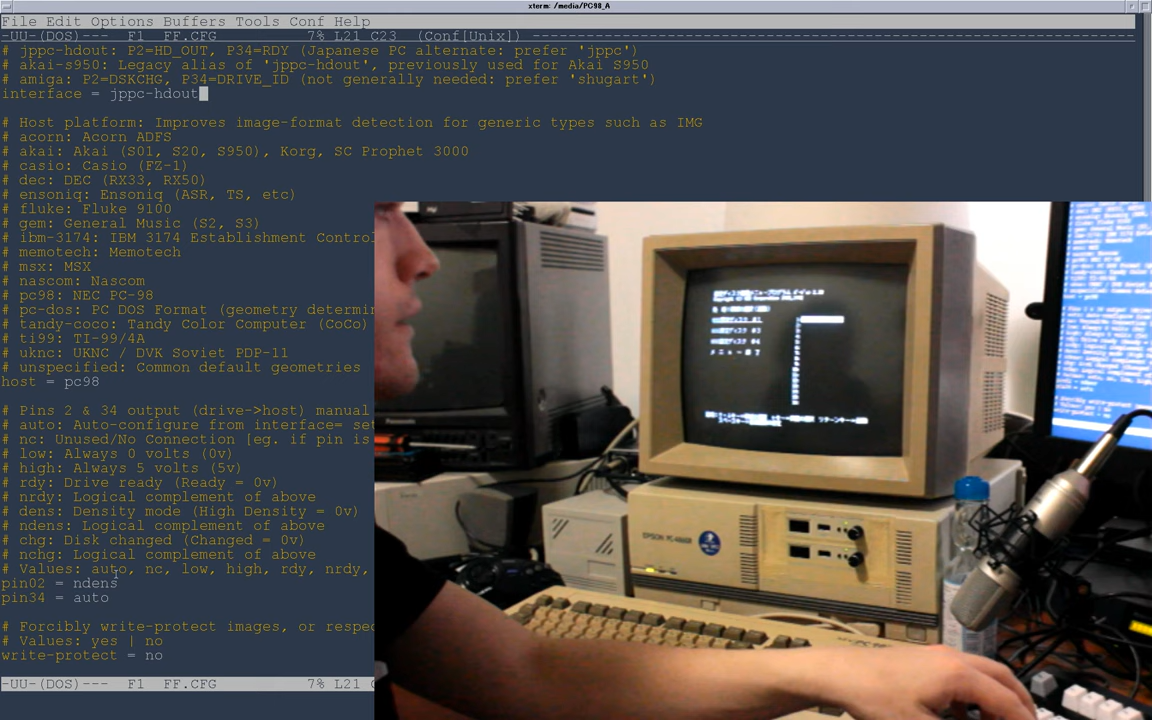 xterm: /media/PC98_A
File Edit Options Buffers Tools Conf Help
-UU-(DOS)--- F1 FF.CFG 7% L21 C23 (Conf[Unix])
# jppc-hdout: P2=HD_OUT, P34=RDY (Japanese PC alternate: prefer 'jppc')
# akai-s950: Legacy alias of 'jppc-hdout', previously used for Akai S950
# amiga: P2=DSKCHG, P34=DRIVE_ID (not generally needed: prefer 'shugart')
interface = jppc-hdout
# Host platform: Improves image-format detection for generic types such as IMG
# acorn: Acorn ADFS
# akai: Akai (S01, S20, S950), Korg, SC Prophet 3000
# casio: Casio (FZ-1)
# dec: DEC (RX33, RX50)
# ensoniq: Ensoniq (ASR, TS, etc)
# fluke: Fluke 9100
# gem: General Music (S2, S3)
# ibm-3174: IBM 3174 Establishment Control
# memotech: Memotech
# msx: MSX
# nascom: Nascom
# pc98: NEC PC-98
# pc-dos: PC DOS Format (geometry determi
# tandy-coco: Tandy Color Computer (CoCo)
# ti99: TI-99/4A
# uknc: UKNC / DVK Soviet PDP-11
# unspecified: Common default geometries
host = pc98
# Pins 2 & 34 output (drive->host) manual
# auto: Auto-configure from interface= set
# nc: Unused/No Connection [eg. if pin is
# low: Always 0 volts (0v)
# high: Always 5 volts (5v)
# rdy: Drive ready (Ready = 0v)
# nrdy: Logical complement of above
# dens: Density mode (High Density = 0v)
# ndens: Logical complement of above
# chg: Disk changed (Changed = 0v)
# nchg: Logical complement of above
# Values: auto, nc, low, high, rdy, nrdy,
pin02 = ndens
pin34 = auto
# Forcibly write-protect images, or respec
# Values: yes | no
write-protect = no
-UU-(DOS)--- F1 FF.CFG 7% L21 C
EPSON PC-486GR
Panasonic